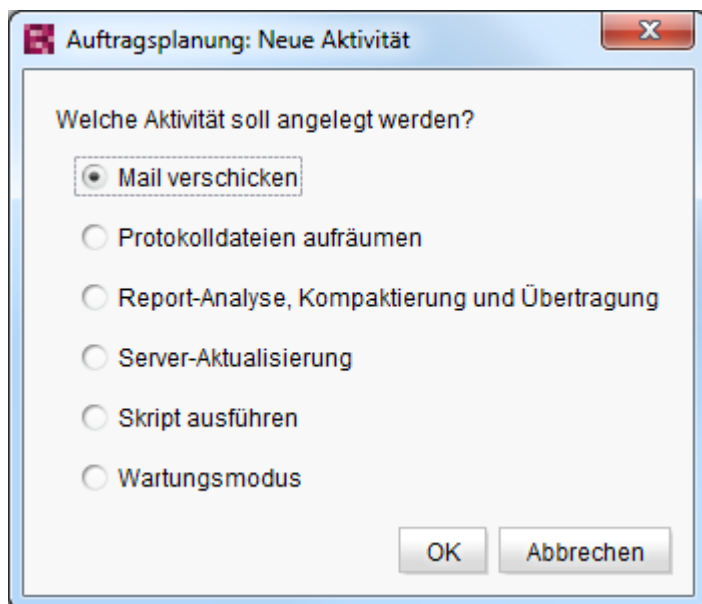 Auftragsplanung: Neue Aktivität
Welche Aktivität soll angelegt werden?
Mail verschicken
Protokolldateien aufräumen
Report-Analyse, Kompaktierung und Übertragung
Server-Aktualisierung
Skript ausführen
Wartungsmodus
OK Abbrechen